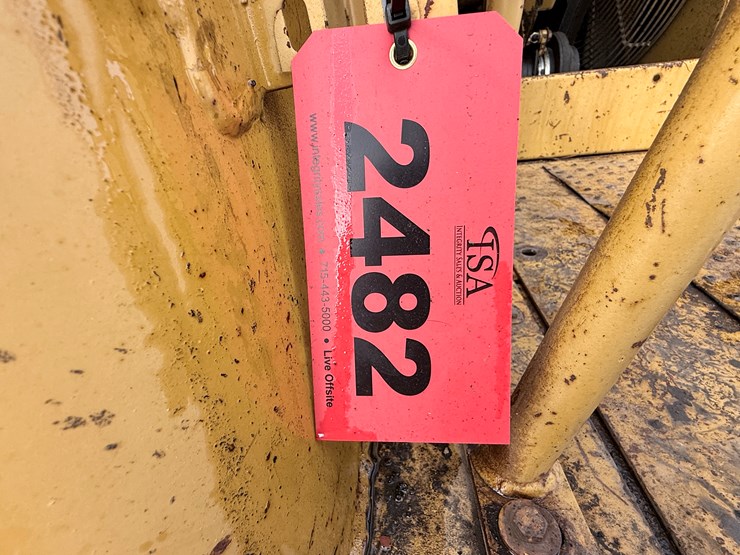 ISA
INTEGRITY SALES & AUCTION
2482
715-443-5000 • Live Offsite